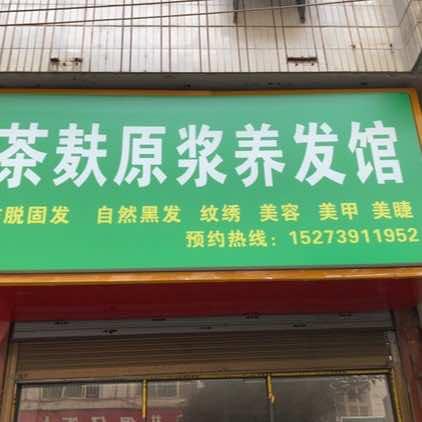 茶麸原浆养发馆
脱固发 自然黑发 纹绣 美容 美甲 美睫
预约热线：15273911952